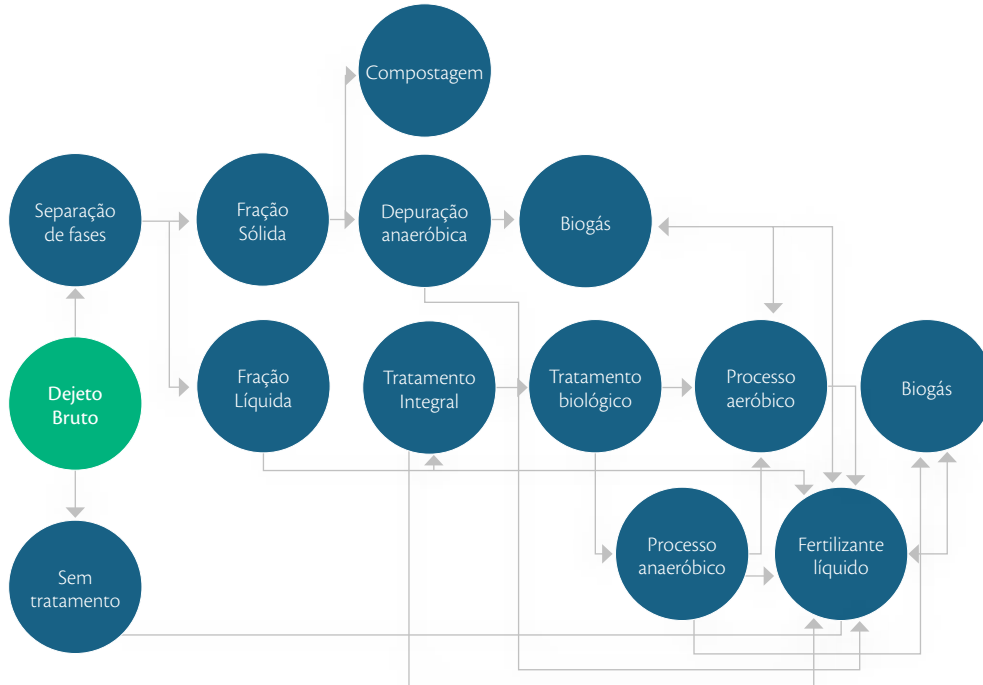 Compostagem
Separação
de fases
Fração
Sólida
Depuração
anaeróbica
Biogás
Dejeto
Bruto
Fração
Líquida
Tratamento
Integral
Tratamento
biológico
Processo
aeróbico
Biogás
Sem
tratamento
Processo
anaeróbico
Fertilizante
líquido